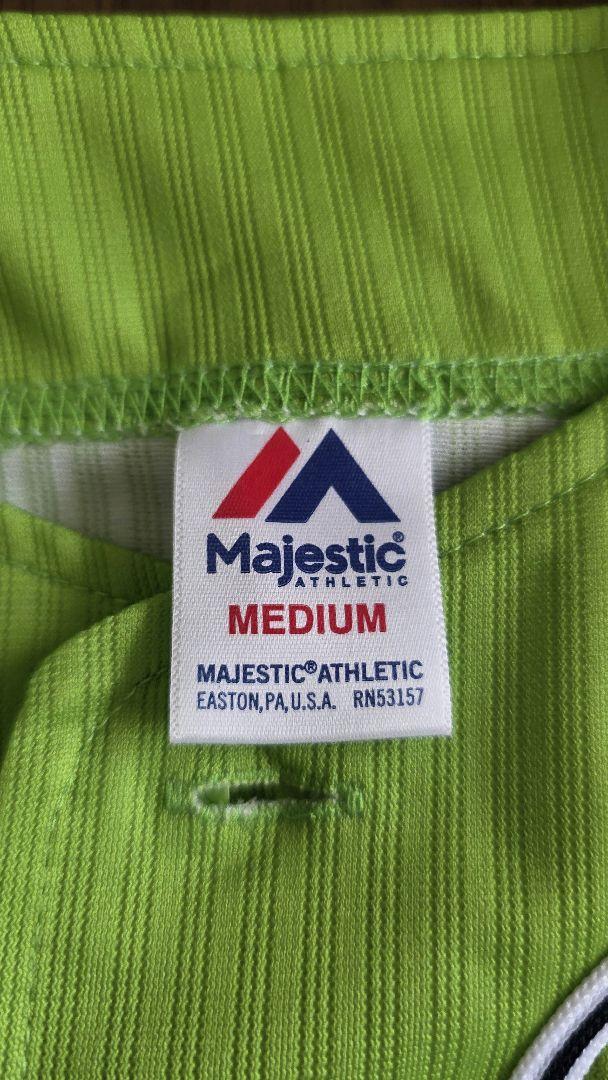 Majestic®
ATHLETIC
MEDIUM
MAJESTIC® ATHLETIC
EASTON, PA, U.S.A. RN53157